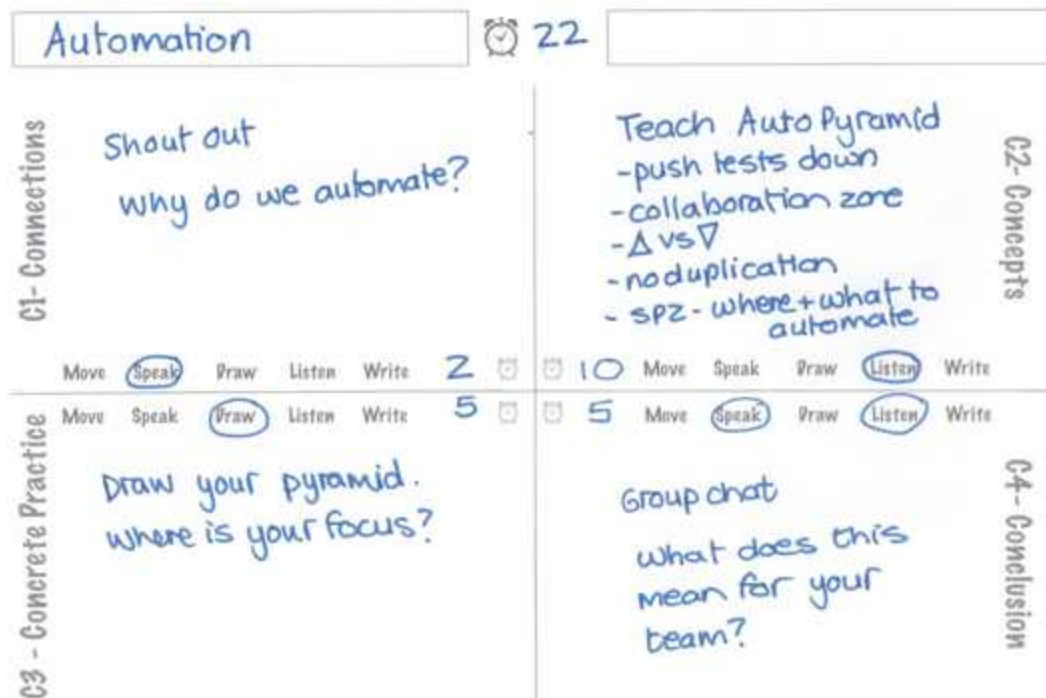 Automation 22
C1- Connections
Shout out
Why do we automate?
Move Speak Draw Listen Write 2
C2- Concepts
Teach Auto Pyramid
-push tests down
-collaboration zone
-Δ vs ∇
-no duplication
- SPZ - where + what to
automate
10 Move Speak Draw Listen Write
C3 - Concrete Practice
Move Speak Draw Listen Write 5
Draw your pyramid.
Where is your focus?
C4- Conclusion
5 Move Speak Draw Listen Write
Group chat
What does this
mean for your
team?